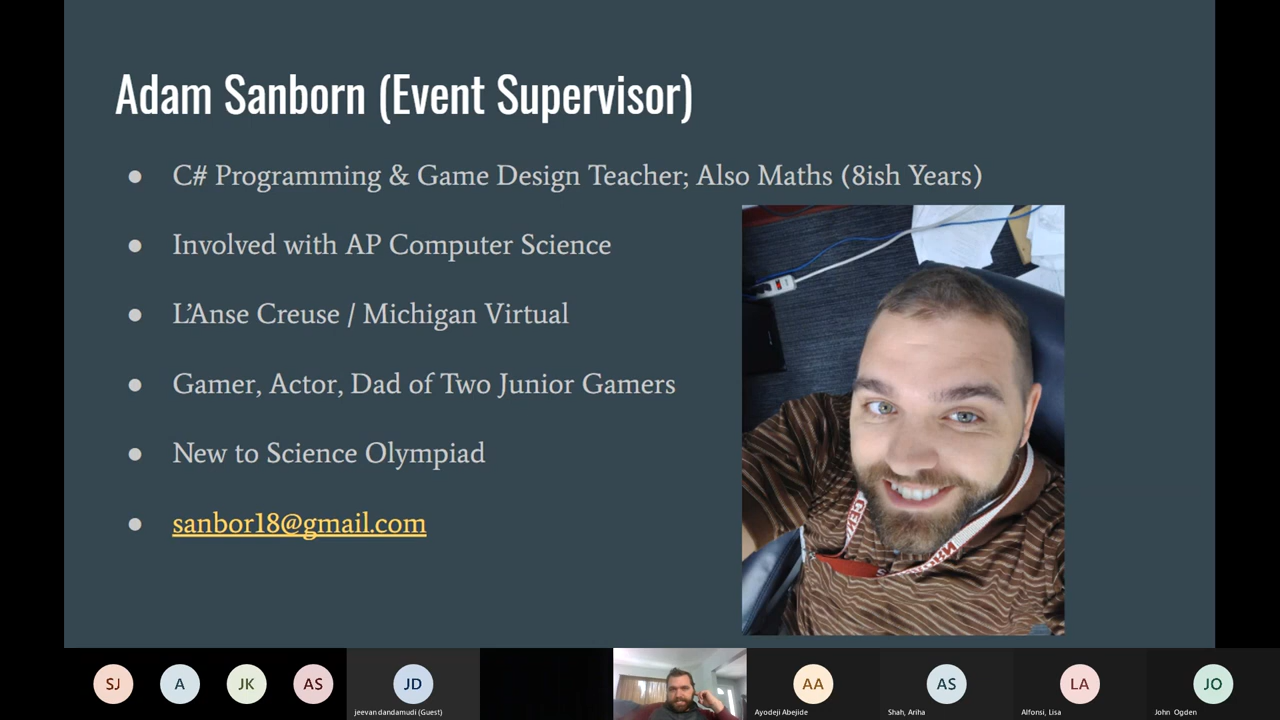 Adam Sanborn (Event Supervisor)
● C# Programming & Game Design Teacher; Also Maths (8ish Years)
● Involved with AP Computer Science
● L’Anse Creuse / Michigan Virtual
● Gamer, Actor, Dad of Two Junior Gamers
● New to Science Olympiad
● sanbor18@gmail.com
SJ
A
JK
AS
JD
jeevan dandamudi (Guest)
AA
Ayodeji Abejide
AS
Shah, Ariha
LA
Alfonsi, Lisa
JO
John Ogden